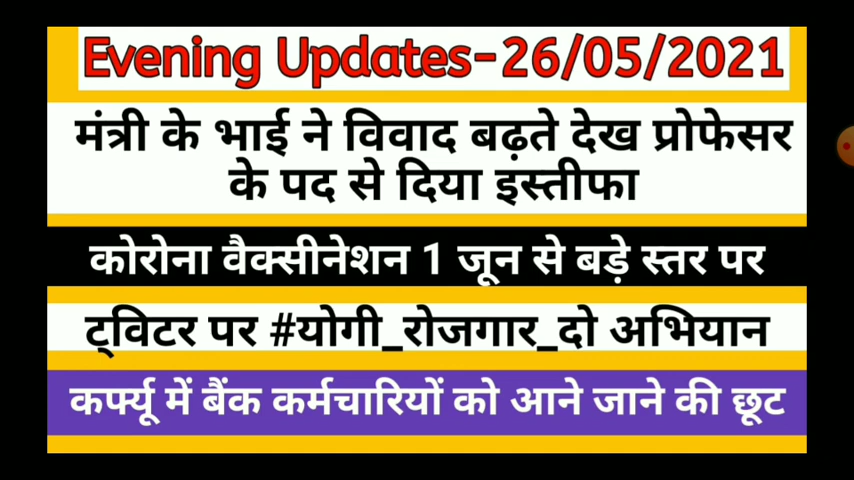 Evening Updates-26/05/2021
मंत्री के भाई ने विवाद बढ़ते देख प्रोफेसर
के पद से दिया इस्तीफा
कोरोना वैक्सीनेशन 1 जून से बड़े स्तर पर
ट्विटर पर #योगी_रोजगार_दो अभियान
कर्फ्यू में बैंक कर्मचारियों को आने जाने की छूट